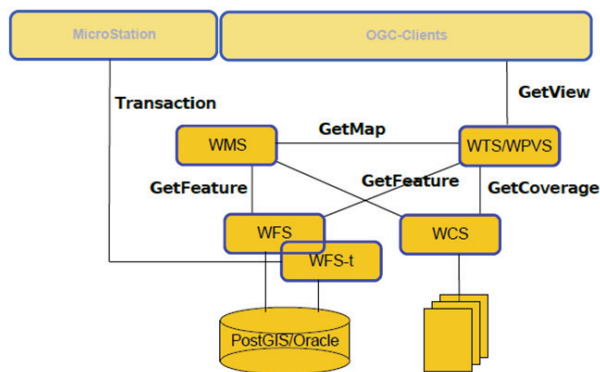 MicroStation
OGC-Clients
Transaction
GetView
GetMap
WMS
WTS/WPVS
GetFeature
GetFeature
GetCoverage
WFS
WCS
WFS-t
PostGIS/Oracle